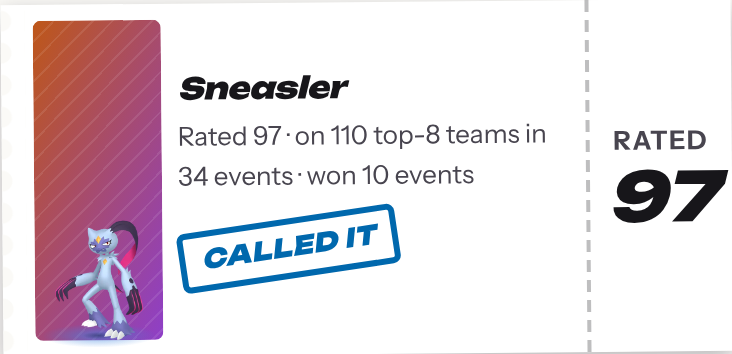 Sneasler
Rated 97 · on 110 top-8 teams in
34 events · won 10 events
CALLED IT
RATED
97